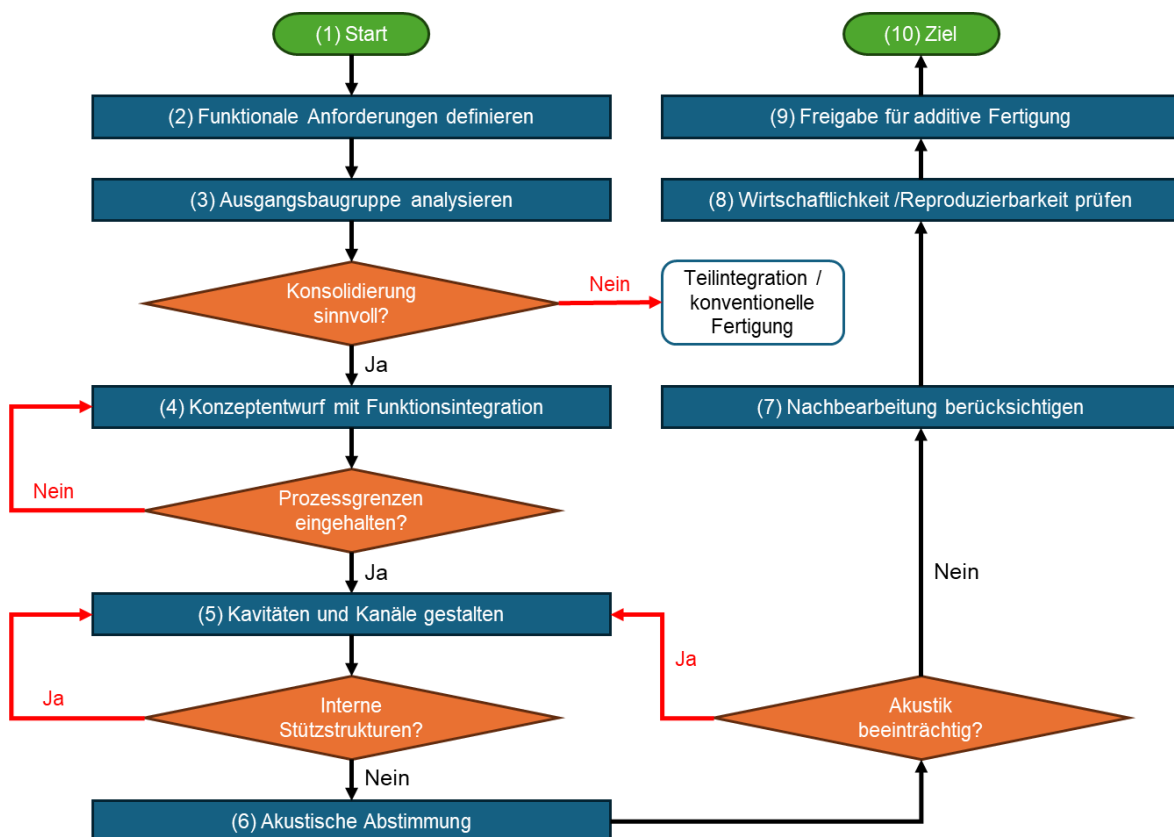 (1) Start
(2) Funktionale Anforderungen definieren
(3) Ausgangsbaugruppe analysieren
Konsolidierung
sinnvoll?
Nein
Teilintegration /
konventionelle
Fertigung
Ja
(4) Konzeptentwurf mit Funktionsintegration
Nein
Prozessgrenzen
eingehalten?
Ja
(5) Kavitäten und Kanäle gestalten
Ja
Interne
Stützstrukturen?
Nein
(6) Akustische Abstimmung
Akustik
beeinträchtig?
Ja
Nein
(7) Nachbearbeitung berücksichtigen
(8) Wirtschaftlichkeit /Reproduzierbarkeit prüfen
(9) Freigabe für additive Fertigung
(10) Ziel